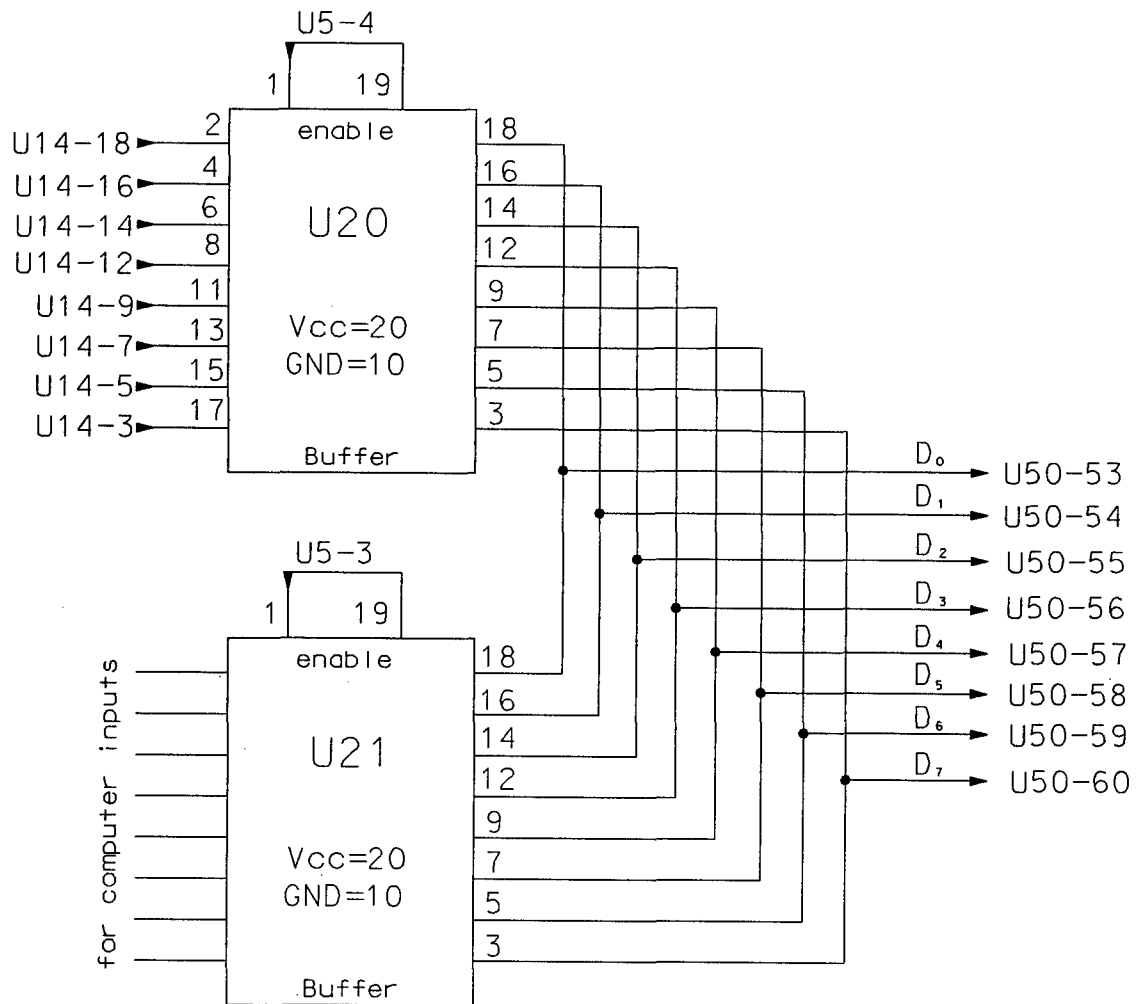 U5-4
1
19
enable
U14-18
2
18
U14-16
4
16
U14-14
6
14
U20
U14-12
8
12
U14-9
11
9
U14-7
13
7
Vcc=20
GND=10
U14-5
15
5
U14-3
17
3
Buffer
D₀
U50-53
D₁
U50-54
D₂
U50-55
D₃
U50-56
D₄
U50-57
D₅
U50-58
D₆
U50-59
D₇
U50-60
U5-3
1
19
enable
for computer inputs
18
16
U21
14
12
9
Vcc=20
GND=10
7
5
3
Buffer